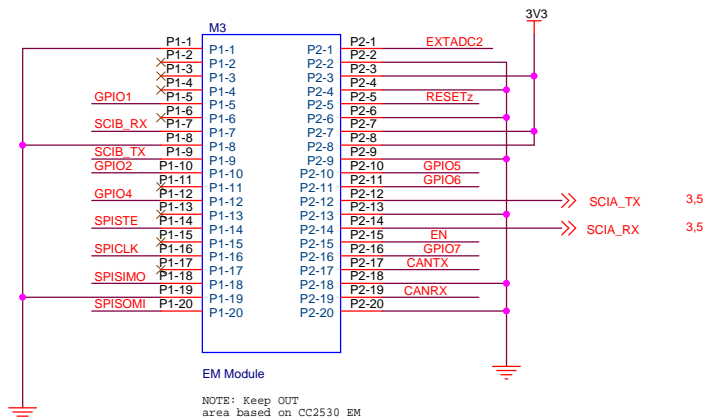 3V3
M3
P1-1 P1-1 P2-1 P2-1 EXTADC2
P1-2 P1-2 P2-2 P2-2
P1-3 P1-3 P2-3 P2-3
P1-4 P1-4 P2-4 P2-4
GPIO1 P1-5 P1-5 P2-5 P2-5 RESETz
P1-6 P1-6 P2-6 P2-6
SCIB_RX P1-7 P1-7 P2-7 P2-7
P1-8 P1-8 P2-8 P2-8
SCIB_TX P1-9 P1-9 P2-9 P2-9
GPIO2 P1-10 P1-10 P2-10 P2-10 GPIO5
P1-11 P1-11 P2-11 P2-11 GPIO6
GPIO4 P1-12 P1-12 P2-12 P2-12 SCIA_TX 3,5
P1-13 P1-13 P2-13 P2-13
SPISTE P1-14 P1-14 P2-14 P2-14 SCIA_RX 3,5
P1-15 P1-15 P2-15 P2-15 EN
SPICLK P1-16 P1-16 P2-16 P2-16 GPIO7
P1-17 P1-17 P2-17 P2-17 CANTX
SPISIMO P1-18 P1-18 P2-18 P2-18
P1-19 P1-19 P2-19 P2-19 CANRX
SPISOMI P1-20 P1-20 P2-20 P2-20
EM Module
NOTE: Keep OUT
area based on CC2530 EM